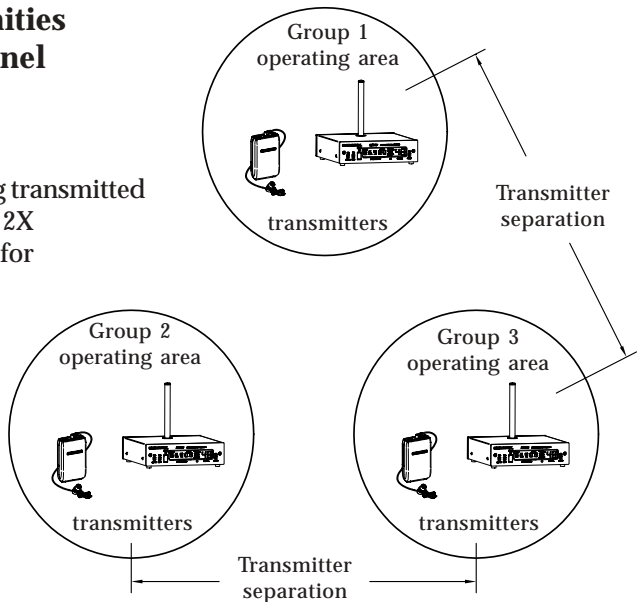 nities
nel
g transmitted
2X
for
Group 1
operating area
transmitters
Transmitter
separation
Group 2
operating area
transmitters
Group 3
operating area
transmitters
Transmitter
separation